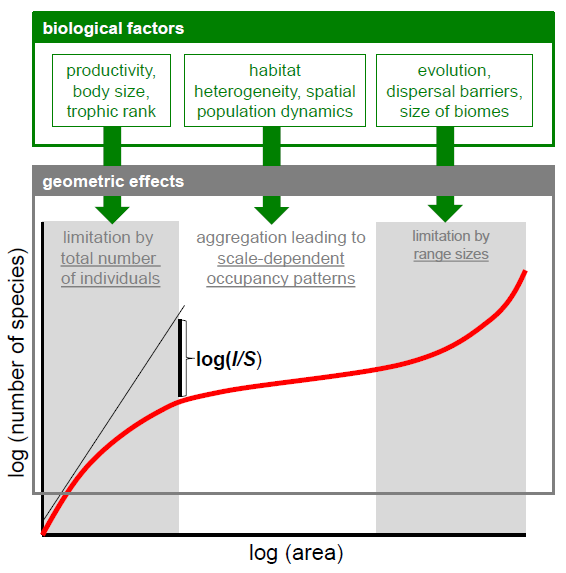 biological factors
productivity,
body size,
trophic rank
habitat
heterogeneity, spatial
population dynamics
evolution,
dispersal barriers,
size of biomes
geometric effects
limitation by
total number
of individuals
aggregation leading to
scale-dependent
occupancy patterns
limitation by
range sizes
log(I/S)
log (number of species)
log (area)